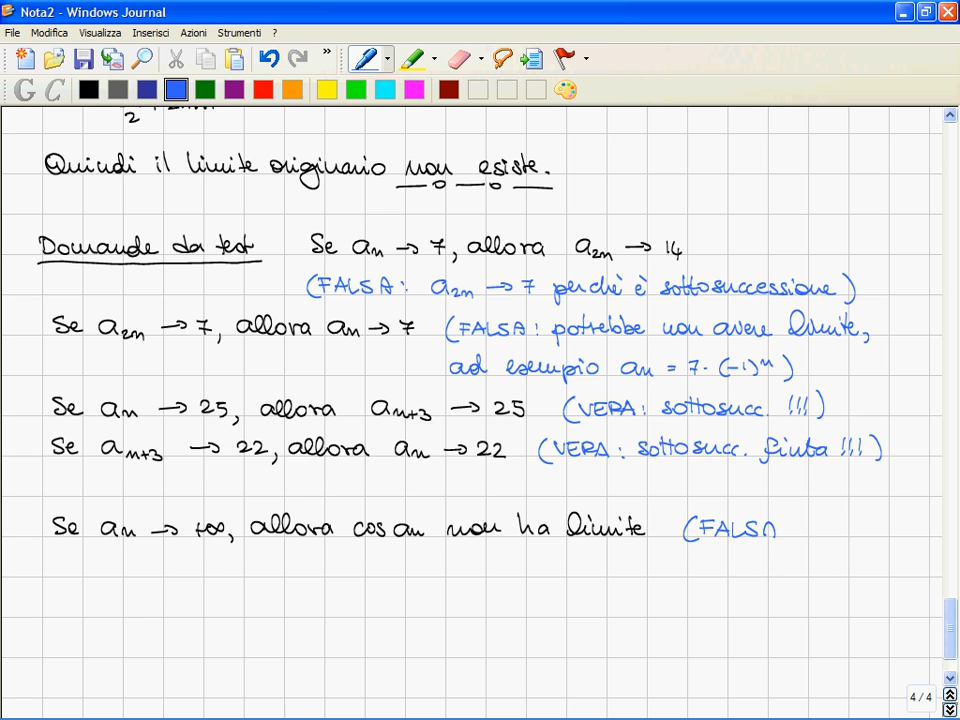 Nota2 - Windows Journal
File Modifica Visualizza Inserisci Azioni Strumenti ?
Quindi il limite originario non esiste.
Domande da test Se an → 7, allora a2n → 14
(FALSA: a2n → 7 perchè è sottosuccessione)
Se a2n → 7, allora an → 7 (FALSA: potrebbe non avere limite,
ad esempio an = 7·(-1)^n)
Se an → 25, allora an+3 → 25 (VERA: sottosucc. !!!)
Se an+3 → 22, allora an → 22 (VERA: sottosucc. finta !!!)
Se an → +∞, allora cos an non ha limite (FALSA
4 / 4